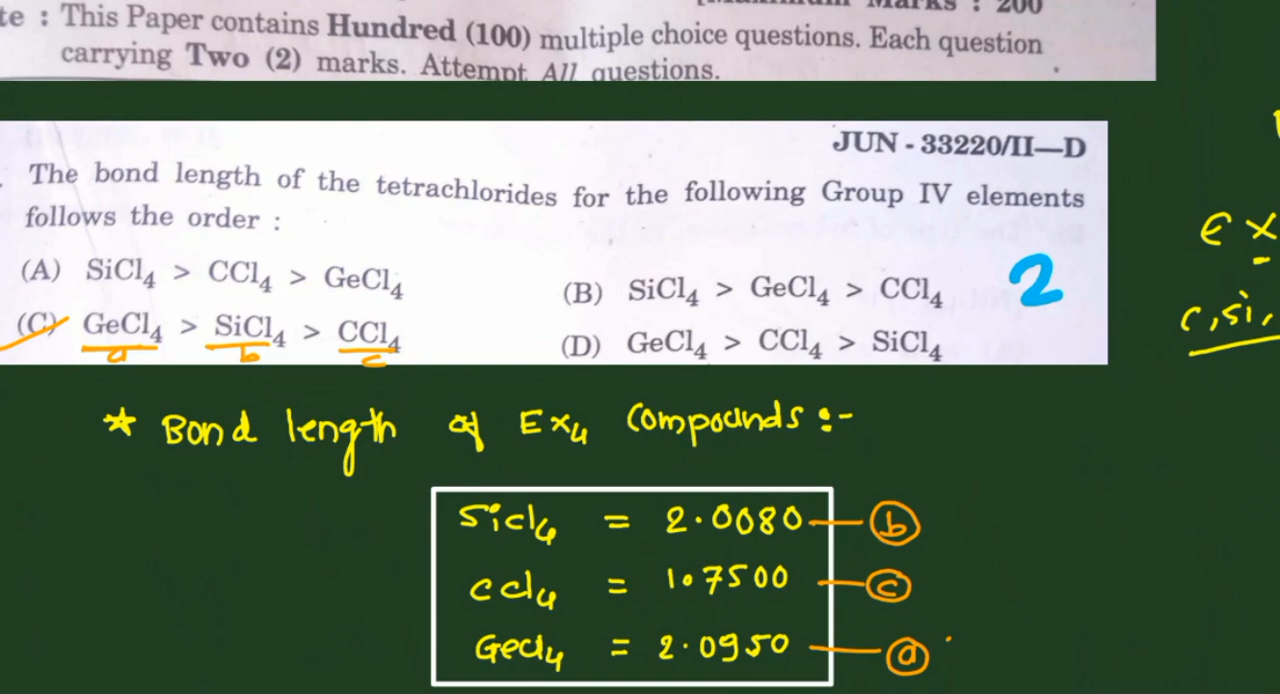 Marks : 200
te : This Paper contains Hundred (100) multiple choice questions. Each question
carrying Two (2) marks. Attempt All questions.
JUN - 33220/II—D
The bond length of the tetrachlorides for the following Group IV elements
follows the order :
(A) SiCl₄ > CCl₄ > GeCl₄
(B) SiCl₄ > GeCl₄ > CCl₄
2
(C) GeCl₄ > SiCl₄ > CCl₄
(D) GeCl₄ > CCl₄ > SiCl₄
a b c
Ex
c, si,
* Bond length of Ex₄ Compounds :-
Sicl₄ = 2.0080 — b
ccl₄ = 1.7500 — c
Gecl₄ = 2.0950 — a